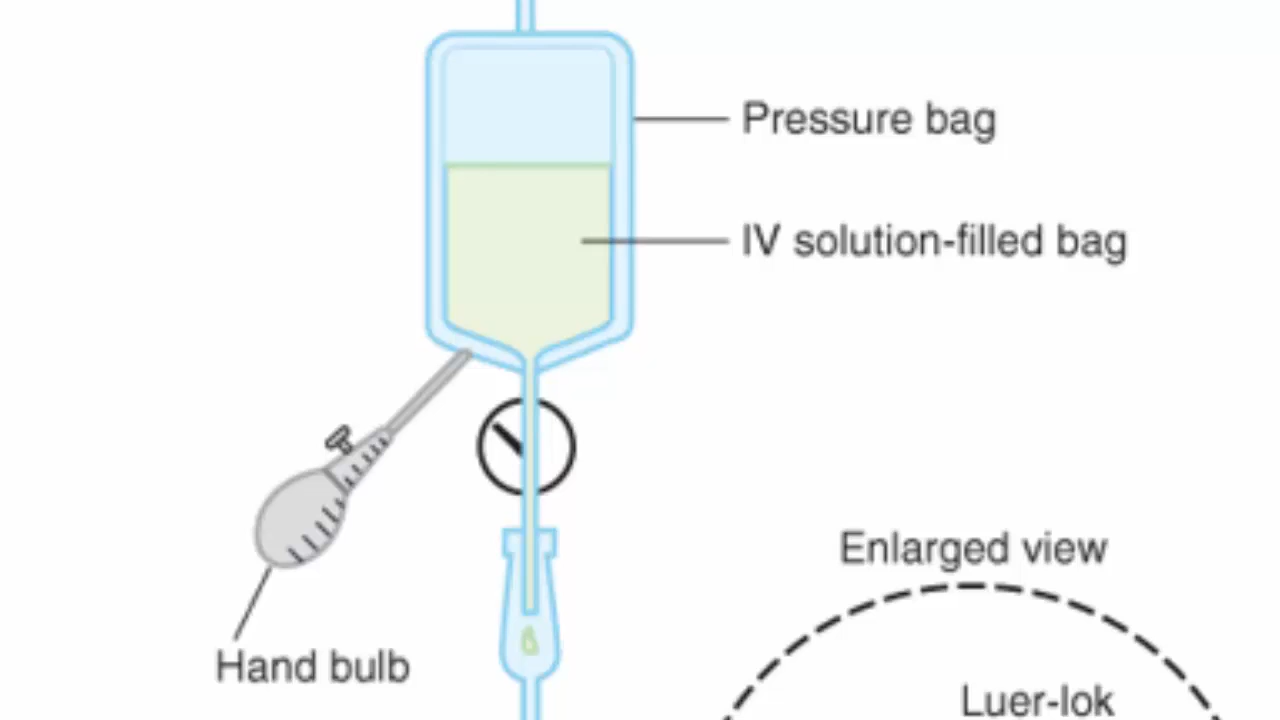 Pressure bag
IV solution-filled bag
Enlarged view
Hand bulb
Luer-lok